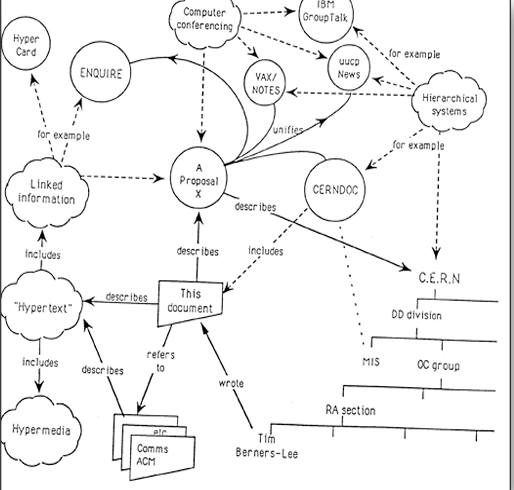 IBM
GroupTalk
Computer
conferencing
Hyper
Card
for example
uucp
News
ENQUIRE
VAX/
NOTES
Hierarchical
systems
unifies
for example
for example
A
Proposal
X
Linked
information
CERNDOC
describes
includes
describes
includes
C.E.R.N
This
document
describes
"Hypertext"
DD division
refers
to
includes
describes
MIS
OC group
wrote
RA section
Hypermedia
etc
Comms
ACM
Tim
Berners-Lee